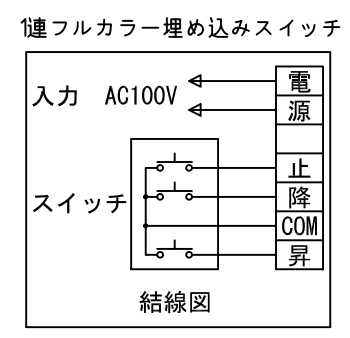 1連フルカラー埋め込みスイッチ
入力 AC100V
電
源
止
降
スイッチ
COM
昇
結線図